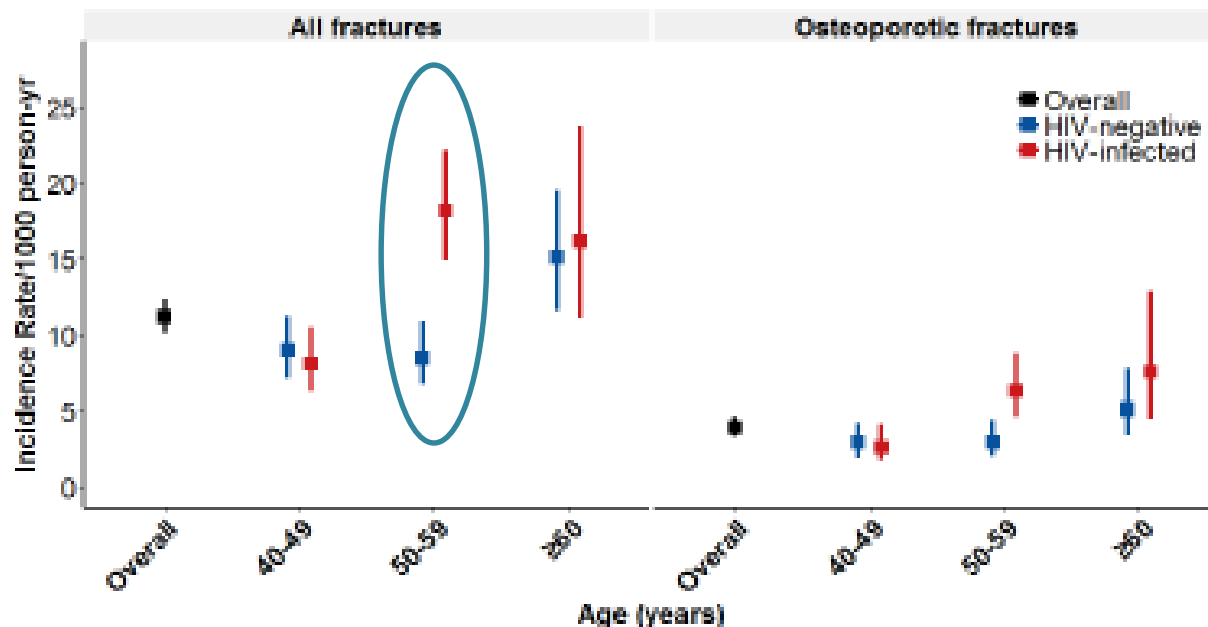 All fractures
Osteoporotic fractures
Overall
HIV-negative
HIV-infected
Incidence Rate/1000 person-yr
25
20
15
10
5
0
Overall
40-49
50-59
≥60
Overall
40-49
50-59
≥60
Age (years)